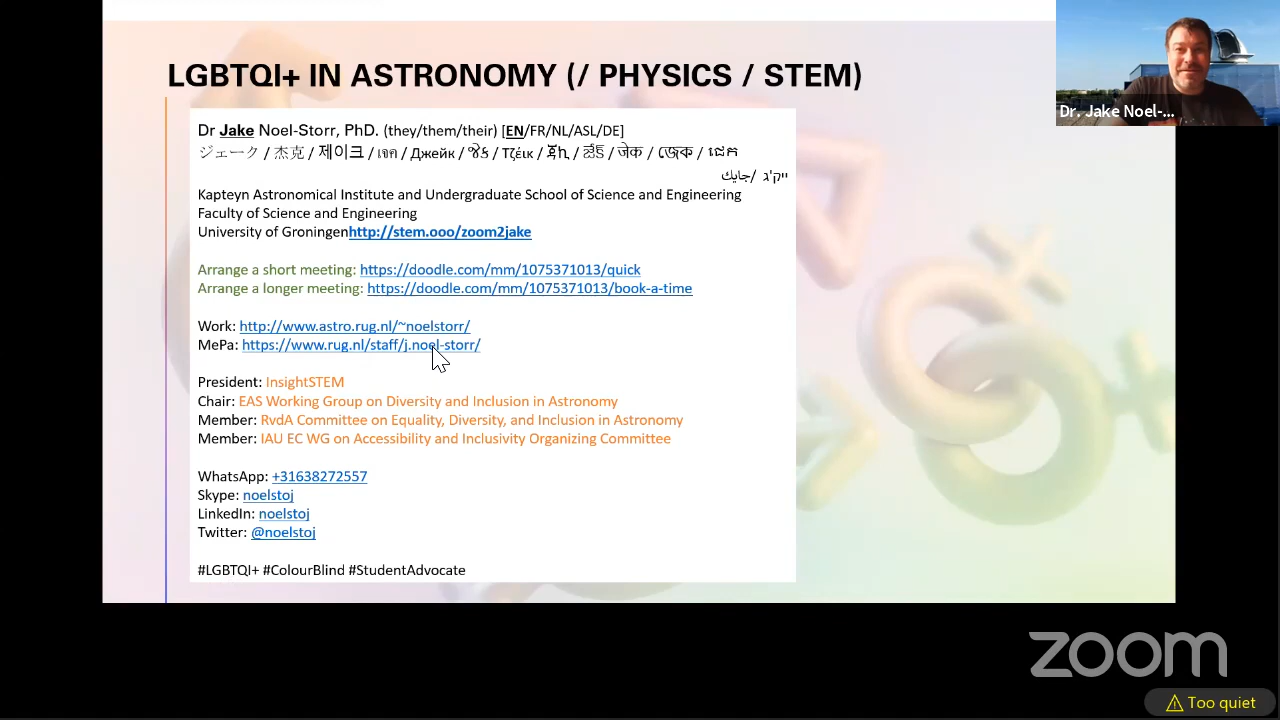 LGBTQI+ IN ASTRONOMY (/ PHYSICS / STEM)
Dr. Jake Noel-...
Dr Jake Noel-Storr, PhD. (they/them/their) [EN/FR/NL/ASL/DE]
ジェーク / 杰克 / 제이크 / เจค / Джейк / જેક / Τζέικ / ጃኪ / ਜੇਕ / जेक / জেক / ជេក
جايك/ ייק'ג
Kapteyn Astronomical Institute and Undergraduate School of Science and Engineering
Faculty of Science and Engineering
University of Groningenhttp://stem.ooo/zoom2jake
Arrange a short meeting: https://doodle.com/mm/1075371013/quick
Arrange a longer meeting: https://doodle.com/mm/1075371013/book-a-time
Work: http://www.astro.rug.nl/~noelstorr/
MePa: https://www.rug.nl/staff/j.noel-storr/
President: InsightSTEM
Chair: EAS Working Group on Diversity and Inclusion in Astronomy
Member: RvdA Committee on Equality, Diversity, and Inclusion in Astronomy
Member: IAU EC WG on Accessibility and Inclusivity Organizing Committee
WhatsApp: +31638272557
Skype: noelstoj
LinkedIn: noelstoj
Twitter: @noelstoj
#LGBTQI+ #ColourBlind #StudentAdvocate
zoom
Too quiet